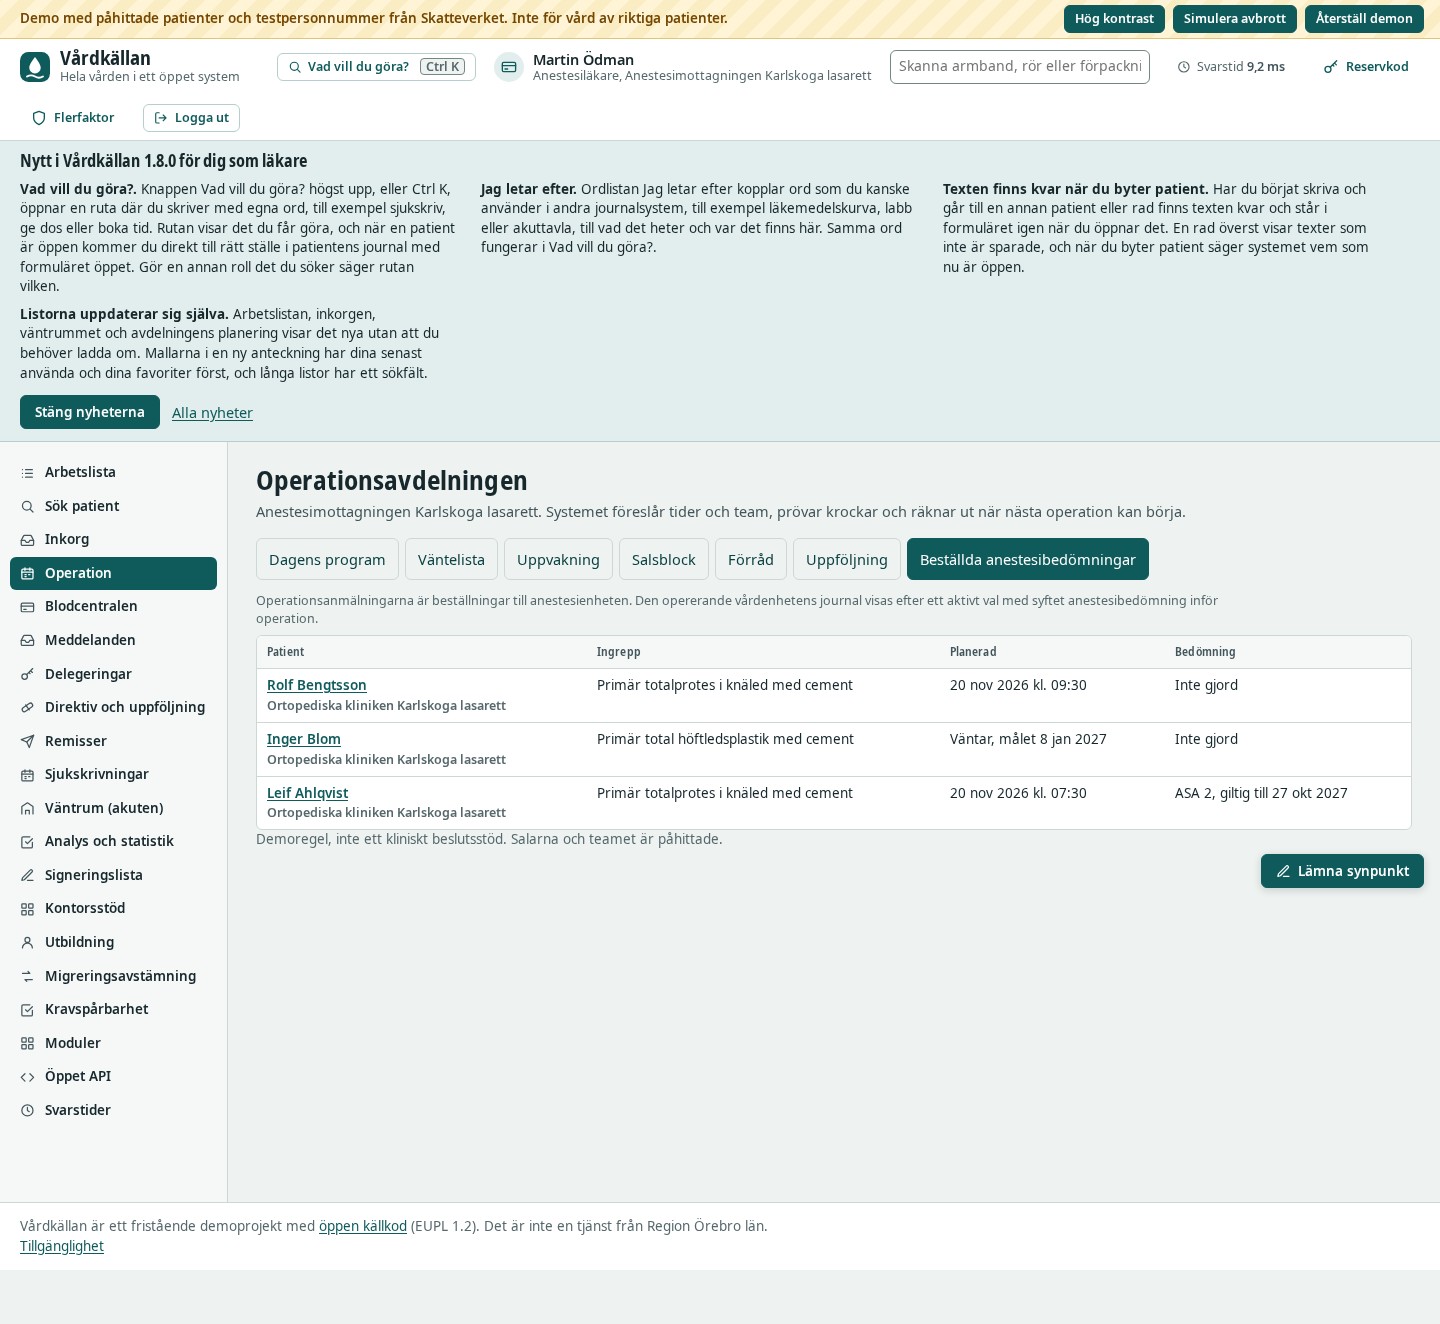 Demo med påhittade patienter och testpersonnummer från Skatteverket. Inte för vård av riktiga patienter.
Hög kontrast
Simulera avbrott
Återställ demon
Vårdkällan
Hela vården i ett öppet system
Vad vill du göra? Ctrl K
Martin Ödman
Anestesiläkare, Anestesimottagningen Karlskoga lasarett
Skanna armband, rör eller förpackni
Svarstid 9,2 ms
Reservkod
Flerfaktor
Logga ut
Nytt i Vårdkällan 1.8.0 för dig som läkare
Vad vill du göra?. Knappen Vad vill du göra? högst upp, eller Ctrl K,
öppnar en ruta där du skriver med egna ord, till exempel sjukskriv,
ge dos eller boka tid. Rutan visar det du får göra, och när en patient
är öppen kommer du direkt till rätt ställe i patientens journal med
formuläret öppet. Gör en annan roll det du söker säger rutan
vilken.
Jag letar efter. Ordlistan Jag letar efter kopplar ord som du kanske
använder i andra journalsystem, till exempel läkemedelskurva, labb
eller akuttavla, till vad det heter och var det finns här. Samma ord
fungerar i Vad vill du göra?.
Texten finns kvar när du byter patient. Har du börjat skriva och
går till en annan patient eller rad finns texten kvar och står i
formuläret igen när du öppnar det. En rad överst visar texter som
inte är sparade, och när du byter patient säger systemet vem som
nu är öppen.
Listorna uppdaterar sig själva. Arbetslistan, inkorgen,
väntrummet och avdelningens planering visar det nya utan att du
behöver ladda om. Mallarna i en ny anteckning har dina senast
använda och dina favoriter först, och långa listor har ett sökfält.
Stäng nyheterna
Alla nyheter
Arbetslista
Sök patient
Inkorg
Operation
Blodcentralen
Meddelanden
Delegeringar
Direktiv och uppföljning
Remisser
Sjukskrivningar
Väntrum (akuten)
Analys och statistik
Signeringslista
Kontorsstöd
Utbildning
Migreringsavstämning
Kravspårbarhet
Moduler
Öppet API
Svarstider
Operationsavdelningen
Anestesimottagningen Karlskoga lasarett. Systemet föreslår tider och team, prövar krockar och räknar ut när nästa operation kan börja.
Dagens program
Väntelista
Uppvakning
Salsblock
Förråd
Uppföljning
Beställda anestesibedömningar
Operationsanmälningarna är beställningar till anestesienheten. Den opererande vårdenhetens journal visas efter ett aktivt val med syftet anestesibedömning inför
operation.
Patient Ingrepp Planerad Bedömning
Rolf Bengtsson Primär totalprotes i knäled med cement 20 nov 2026 kl. 09:30 Inte gjord
Ortopediska kliniken Karlskoga lasarett
Inger Blom Primär total höftledsplastik med cement Väntar, målet 8 jan 2027 Inte gjord
Ortopediska kliniken Karlskoga lasarett
Leif Ahlqvist Primär totalprotes i knäled med cement 20 nov 2026 kl. 07:30 ASA 2, giltig till 27 okt 2027
Ortopediska kliniken Karlskoga lasarett
Demoregel, inte ett kliniskt beslutsstöd. Salarna och teamet är påhittade.
Lämna synpunkt
Vårdkällan är ett fristående demoprojekt med öppen källkod (EUPL 1.2). Det är inte en tjänst från Region Örebro län.
Tillgänglighet